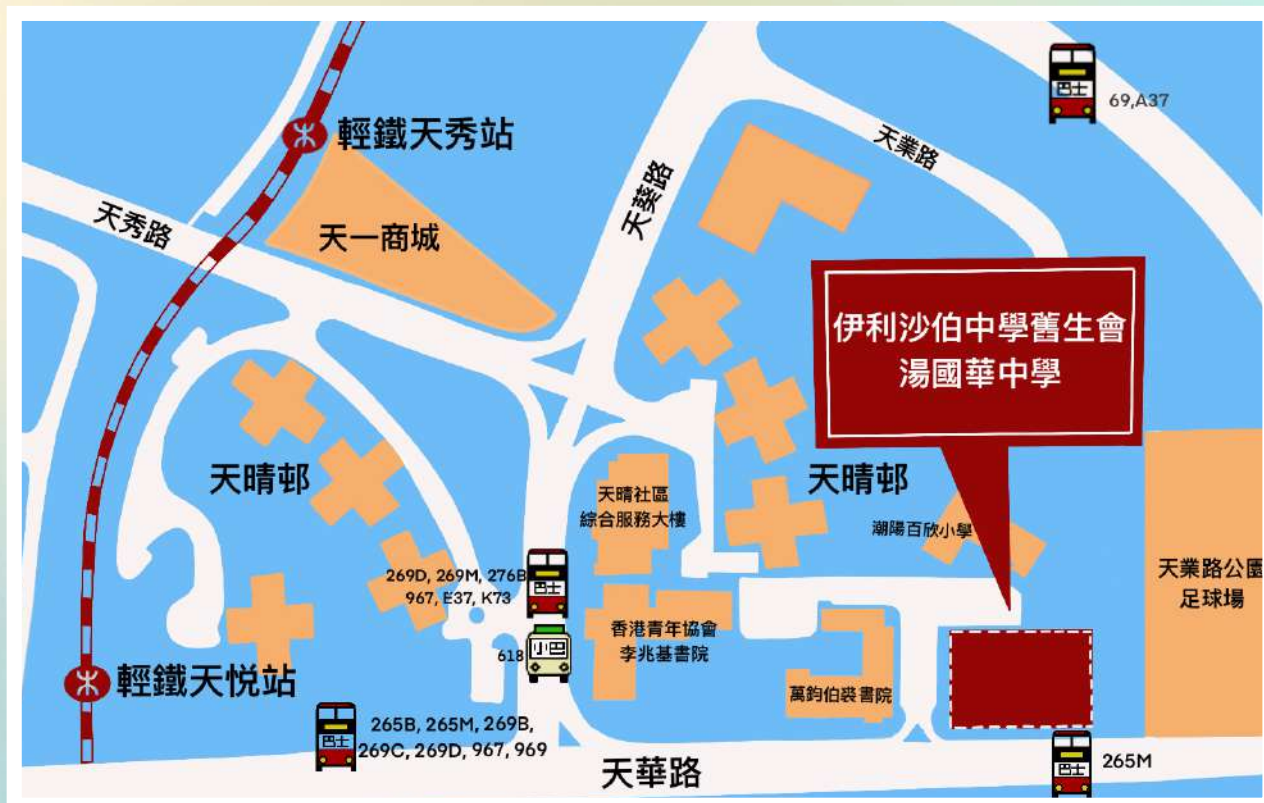 69,A37
巴士
輕鐵天秀站
天業路
天葵路
天秀路
天一商城
伊利沙伯中學舊生會
湯國華中學
天晴邨
天晴社區
綜合服務大樓
天晴邨
潮陽百欣小學
天業路公園
足球場
269D, 269M, 276B
967, E37, K73
巴士
香港青年協會
李兆基書院
618
小巴
輕鐵天悦站
萬鈞伯裘書院
265B, 265M, 269B,
269C, 269D, 967, 969
巴士
天華路
巴士
265M